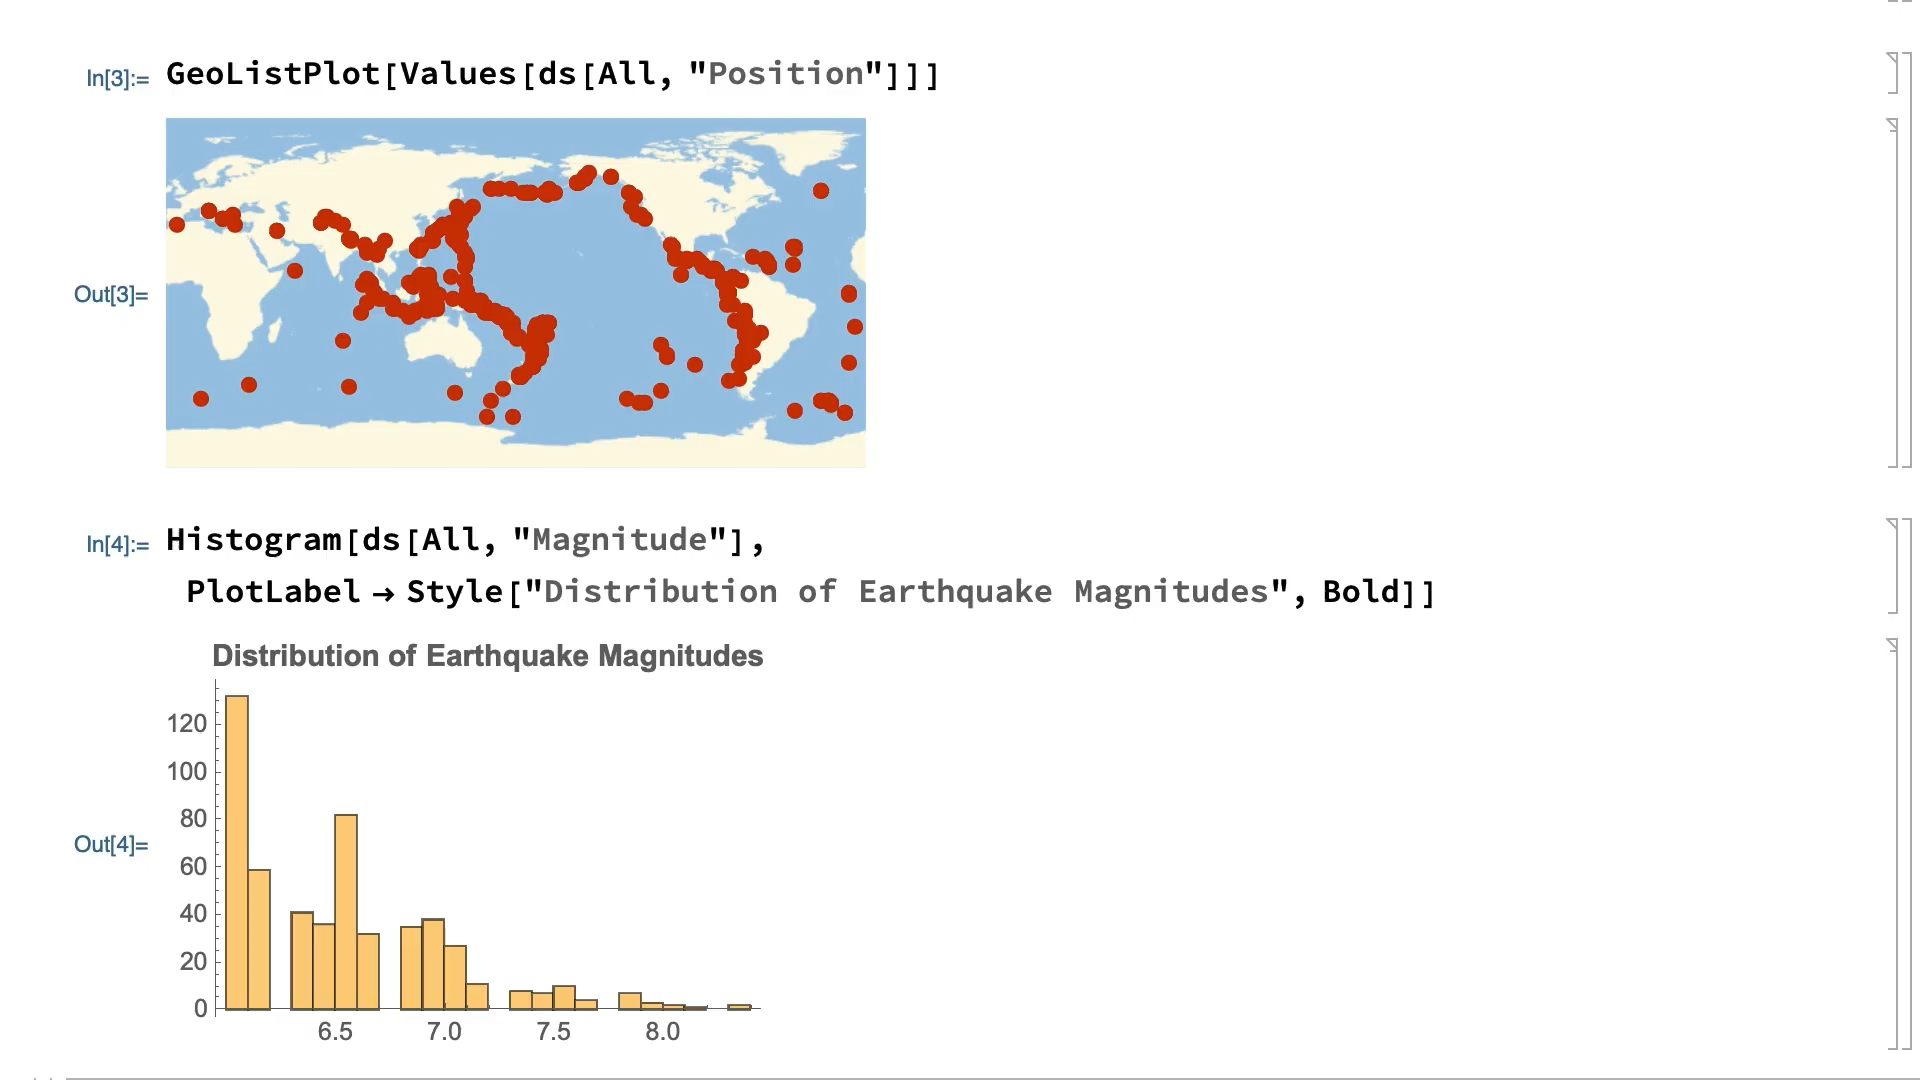 In[3]:= GeoListPlot[Values[ds[All, "Position"]]]
Out[3]=
In[4]:= Histogram[ds[All, "Magnitude"],
PlotLabel → Style["Distribution of Earthquake Magnitudes", Bold]]
Distribution of Earthquake Magnitudes
120
100
80
Out[4]=
60
40
20
0
6.5 7.0 7.5 8.0